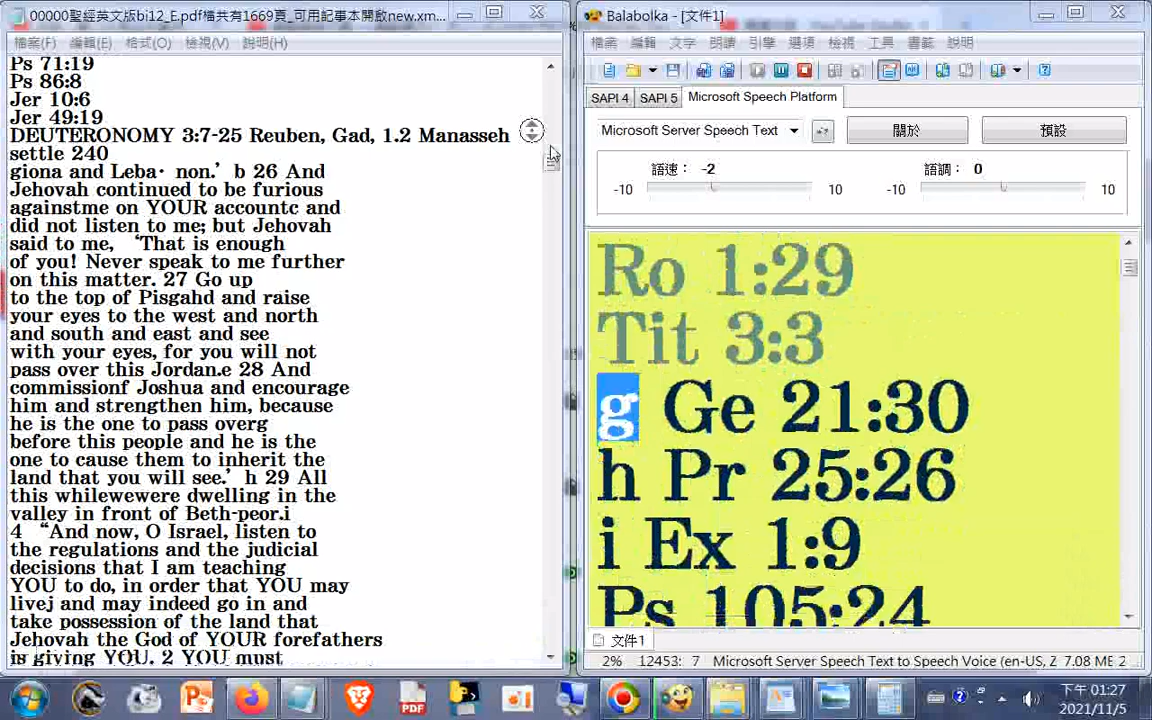 00000聖經英文版bi12_E.pdf檔共有1669頁_可用記事本開啟new.xm...
檔案(F) 編輯(E) 格式(O) 檢視(V) 說明(H)
Ps 71:19
Ps 86:8
Jer 10:6
Jer 49:19
DEUTERONOMY 3:7-25 Reuben, Gad, 1.2 Manasseh
settle 240
giona and Leba· non.’ b 26 And
Jehovah continued to be furious
againstme on YOUR accountc and
did not listen to me; but Jehovah
said to me, ‘That is enough
of you! Never speak to me further
on this matter. 27 Go up
to the top of Pisgahd and raise
your eyes to the west and north
and south and east and see
with your eyes, for you will not
pass over this Jordan.e 28 And
commissionf Joshua and encourage
him and strengthen him, because
he is the one to pass overg
before this people and he is the
one to cause them to inherit the
land that you will see.’ h 29 All
this whilewewere dwelling in the
valley in front of Beth-peor.i
4 “And now, O Israel, listen to
the regulations and the judicial
decisions that I am teaching
YOU to do, in order that YOU may
livej and may indeed go in and
take possession of the land that
Jehovah the God of YOUR forefathers
is giving YOU. 2 YOU must
Balabolka - [文件1]
檔案 編輯 文字 朗讀 引擎 選項 檢視 工具 書籤 說明
SAPI 4 SAPI 5 Microsoft Speech Platform
Microsoft Server Speech Text 關於 預設
語速： -2 語調： 0
-10 10 -10 10
Ro 1:29
Tit 3:3
g Ge 21:30
h Pr 25:26
i Ex 1:9
Ps 105:24
文件1
2% 12453: 7 Microsoft Server Speech Text to Speech Voice (en-US, Z 7.08 MB 2
PDF
下午 01:27
2021/11/5